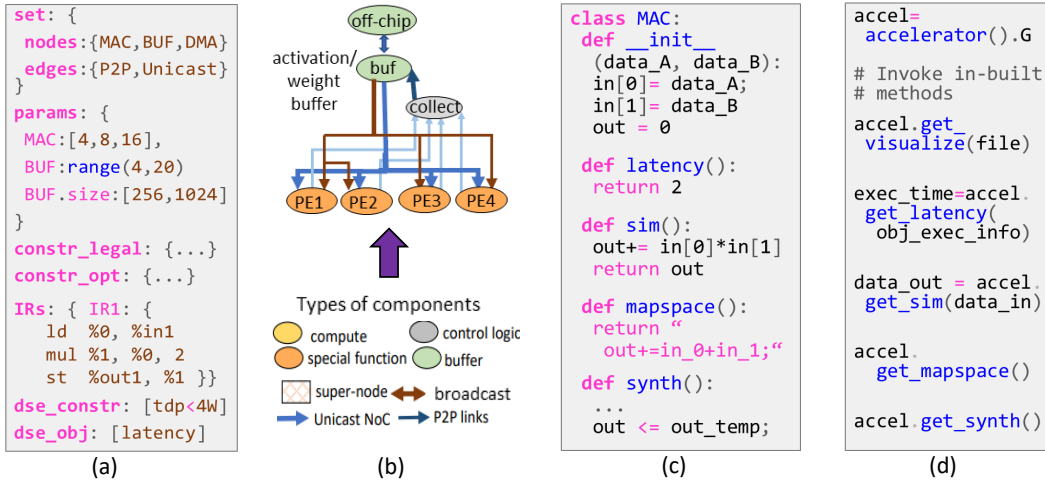 set: {
nodes:{MAC,BUF,DMA}
edges:{P2P,Unicast}
}
params: {
MAC:[4,8,16],
BUF:range(4,20)
BUF.size:[256,1024]
}
constr_legal: {...}
constr_opt: {...}
IRs: { IR1: {
ld %0, %in1
mul %1, %0, 2
st %out1, %1 }}
dse_constr: [tdp<4W]
dse_obj: [latency]
(a)
off-chip
activation/
weight
buffer
buf
collect
PE1
PE2
PE3
PE4
Types of components
compute
control logic
special function
buffer
super-node
broadcast
Unicast NoC
P2P links
(b)
class MAC:
def __init__
(data_A, data_B):
in[0]= data_A;
in[1]= data_B
out = 0
def latency():
return 2
def sim():
out+= in[0]*in[1]
return out
def mapspace():
return “
out+=in_0+in_1;“
def synth():
...
out <= out_temp;
(c)
accel=
accelerator().G
# Invoke in-built
# methods
accel.get_
visualize(file)
exec_time=accel.
get_latency(
obj_exec_info)
data_out = accel.
get_sim(data_in)
accel.
get_mapspace()
accel.get_synth()
(d)